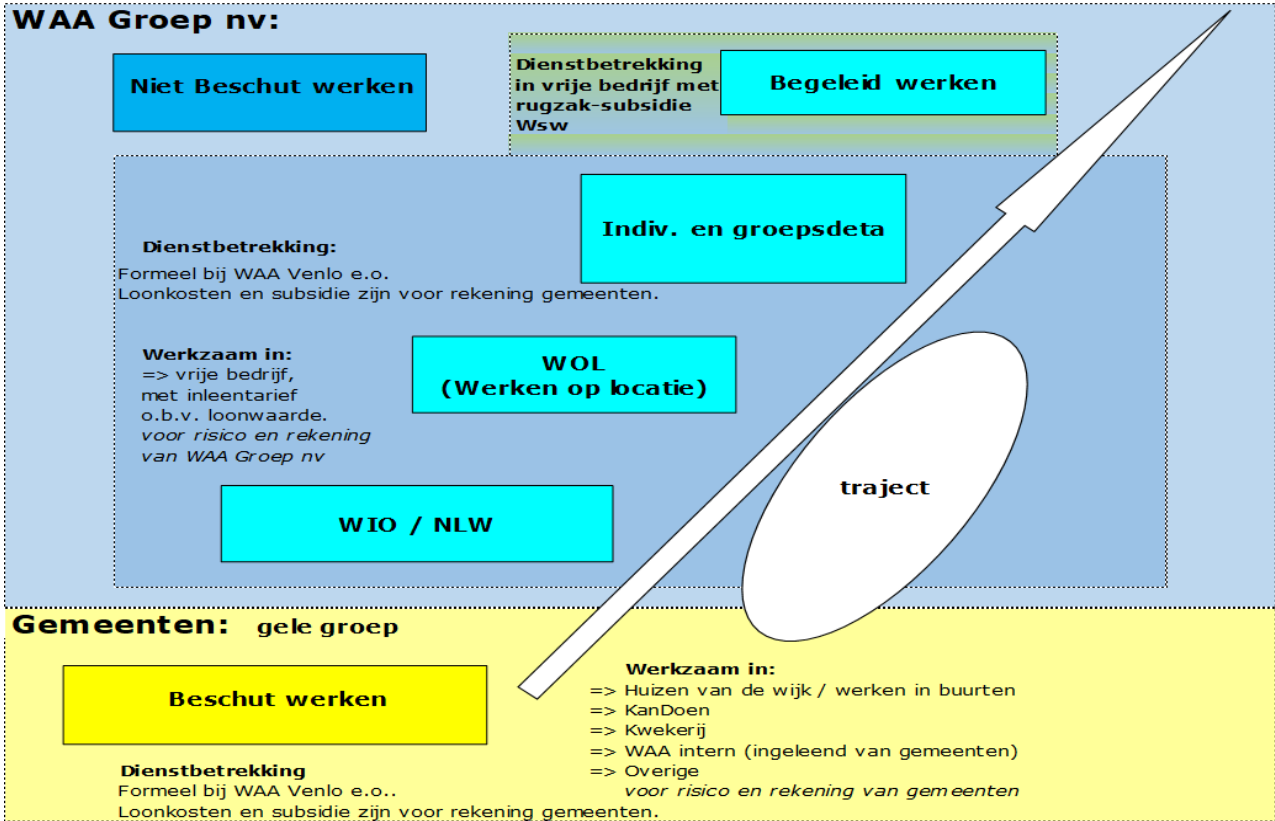 WAA Groep nv:
Niet Beschut werken
Dienstbetrekking
in vrije bedrijf met
rugzak-subsidie
Wsw
Begeleid werken
Indiv. en groepsdeta
Dienstbetrekking:
Formeel bij WAA Venlo e.o.
Loonkosten en subsidie zijn voor rekening gemeenten.
Werkzaam in:
=> vrije bedrijf,
met inleentarief
o.b.v. loonwaarde.
voor risico en rekening
van WAA Groep nv
WOL
(Werken op locatie)
traject
WIO / NLW
Gemeenten: gele groep
Beschut werken
Werkzaam in:
=> Huizen van de wijk / werken in buurten
=> KanDoen
=> Kwekerij
=> WAA intern (ingeleend van gemeenten)
=> Overige
voor risico en rekening van gemeenten
Dienstbetrekking
Formeel bij WAA Venlo e.o..
Loonkosten en subsidie zijn voor rekening gemeenten.